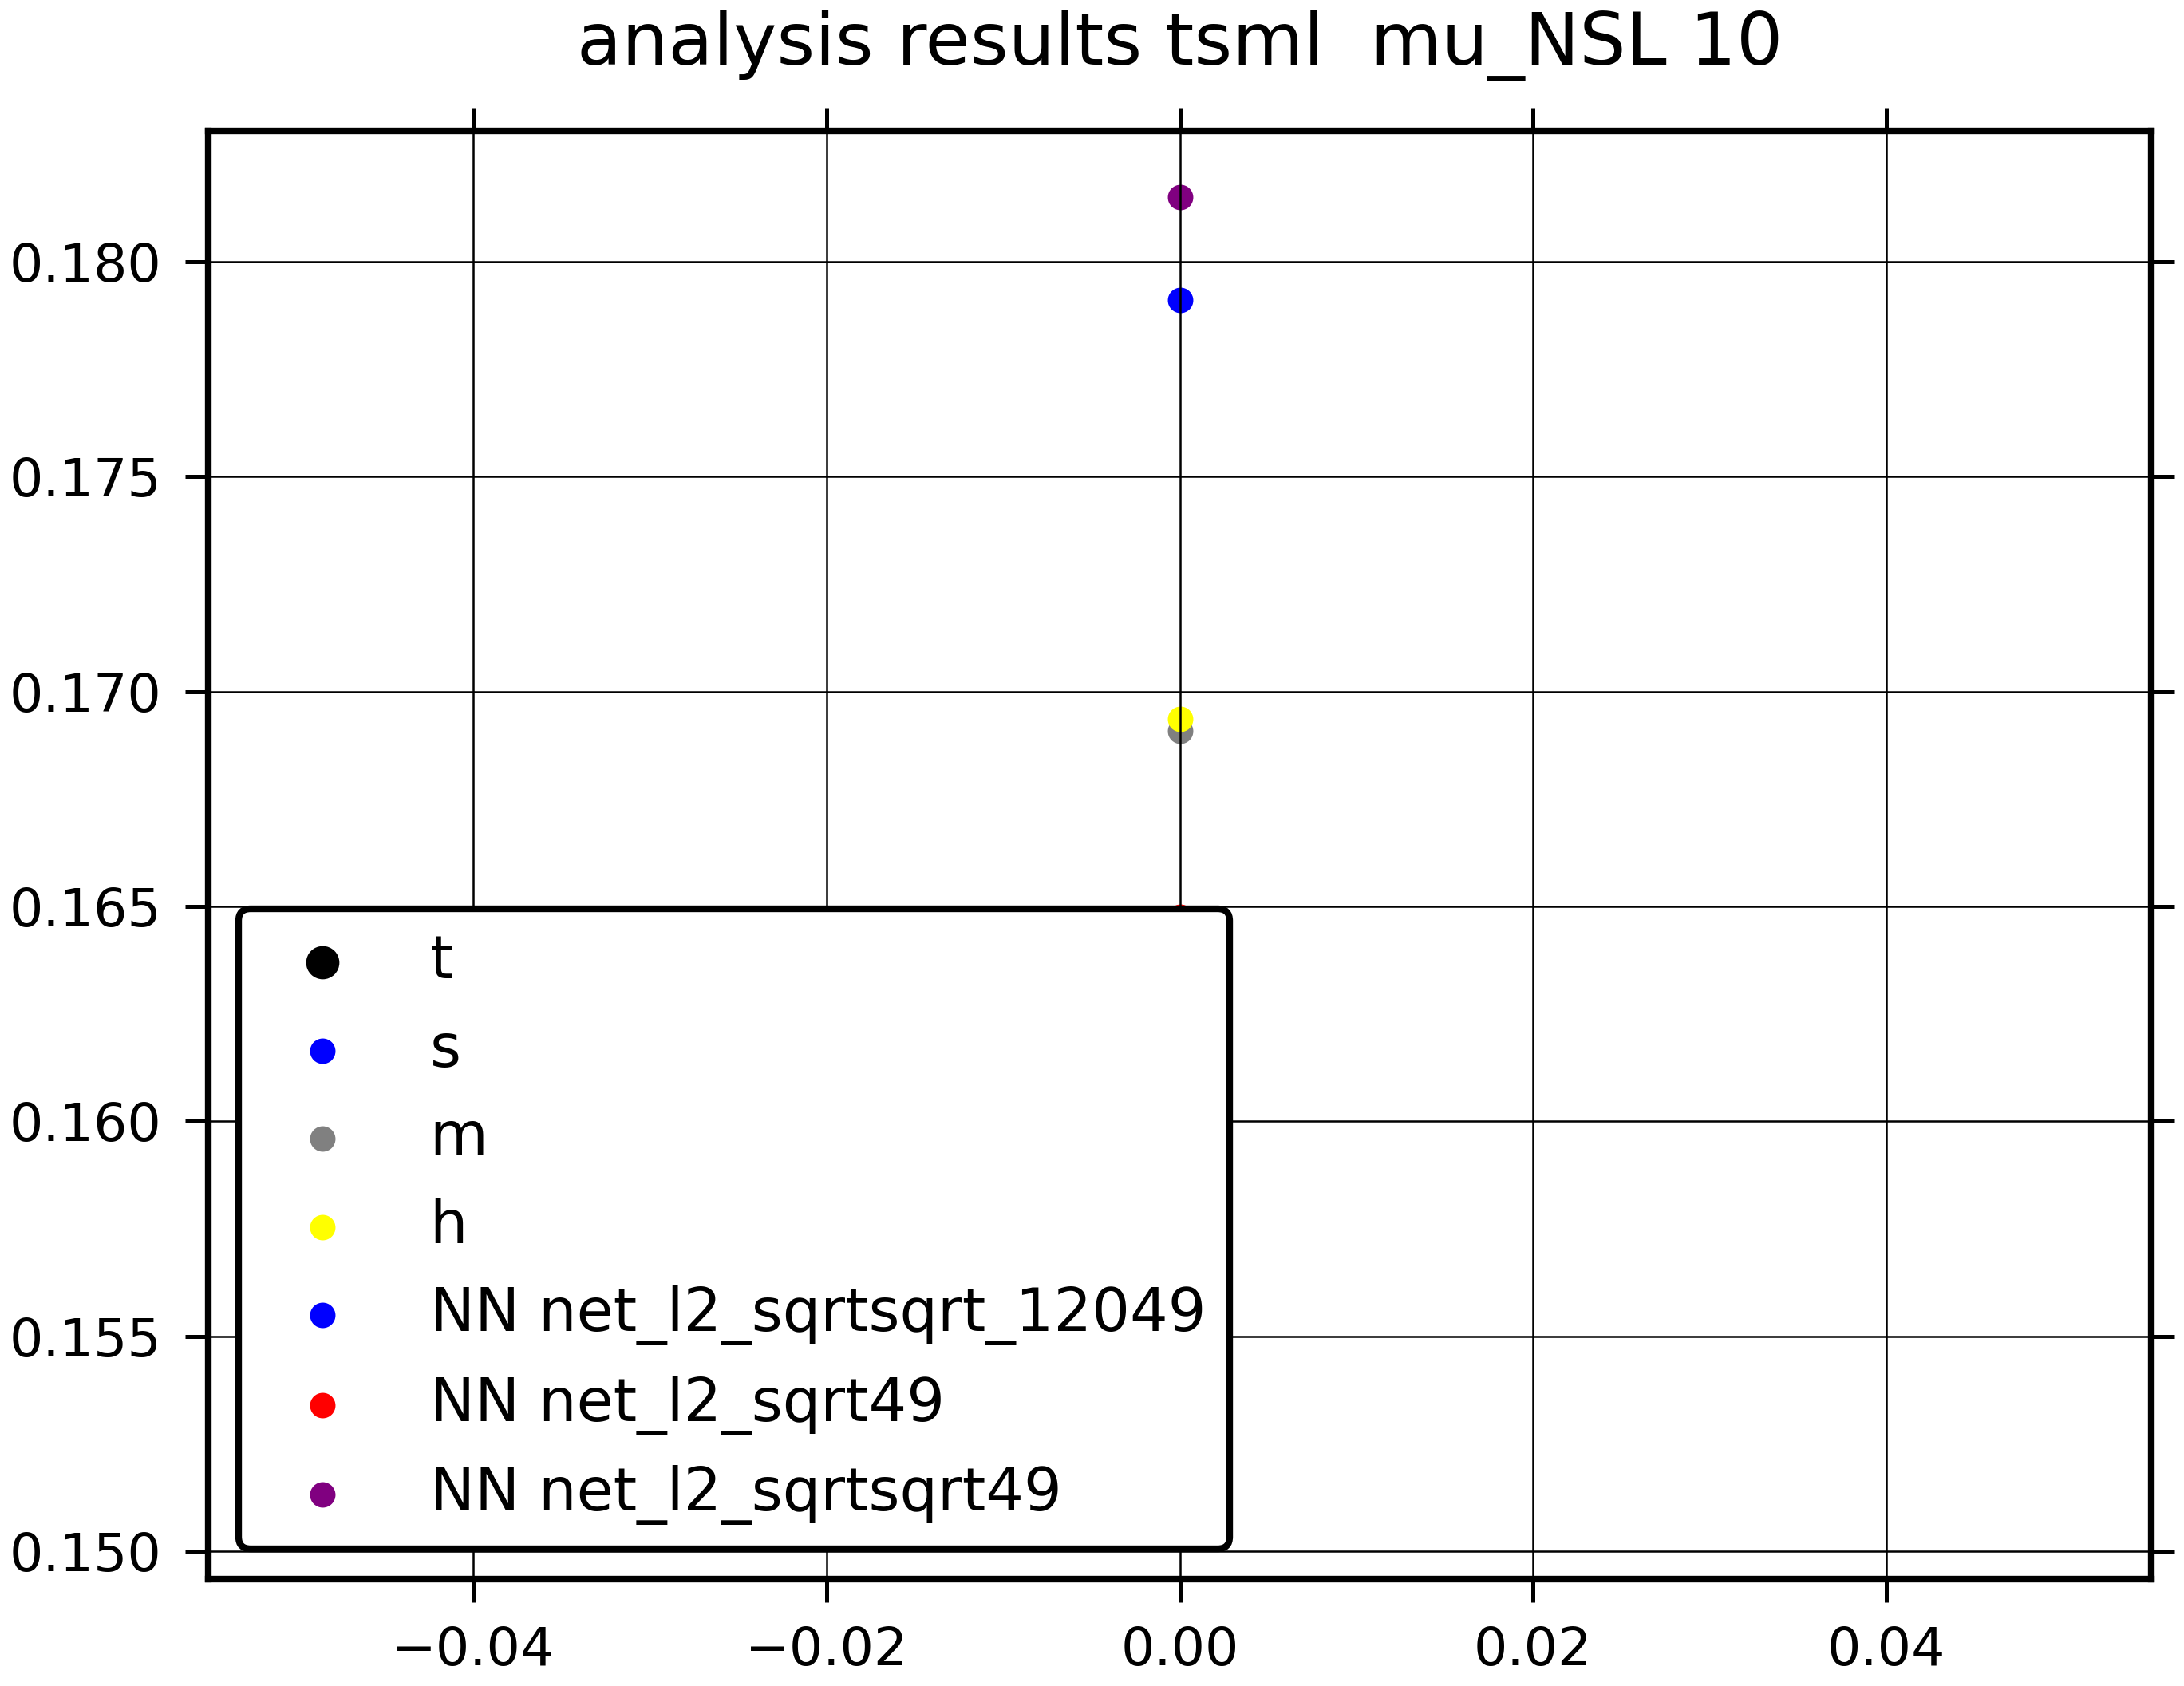 analysis results tsml  mu_NSL 10
0.180
0.175
0.170
0.165
0.160
0.155
0.150
t
s
m
h
NN net_l2_sqrtsqrt_12049
NN net_l2_sqrt49
NN net_l2_sqrtsqrt49
−0.04 −0.02 0.00 0.02 0.04